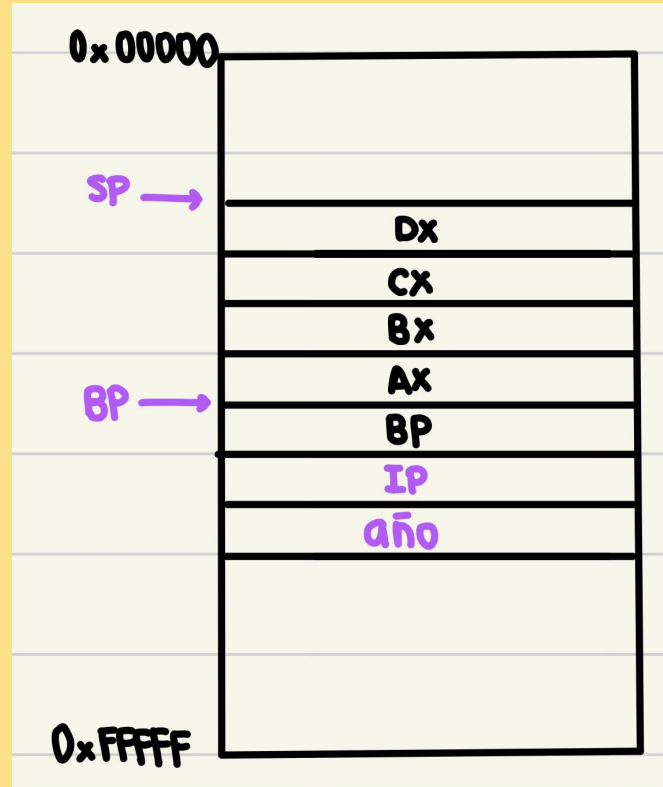 0x00000
SP
DX
CX
BX
AX
BP
BP
IP
año
0xFFFFF